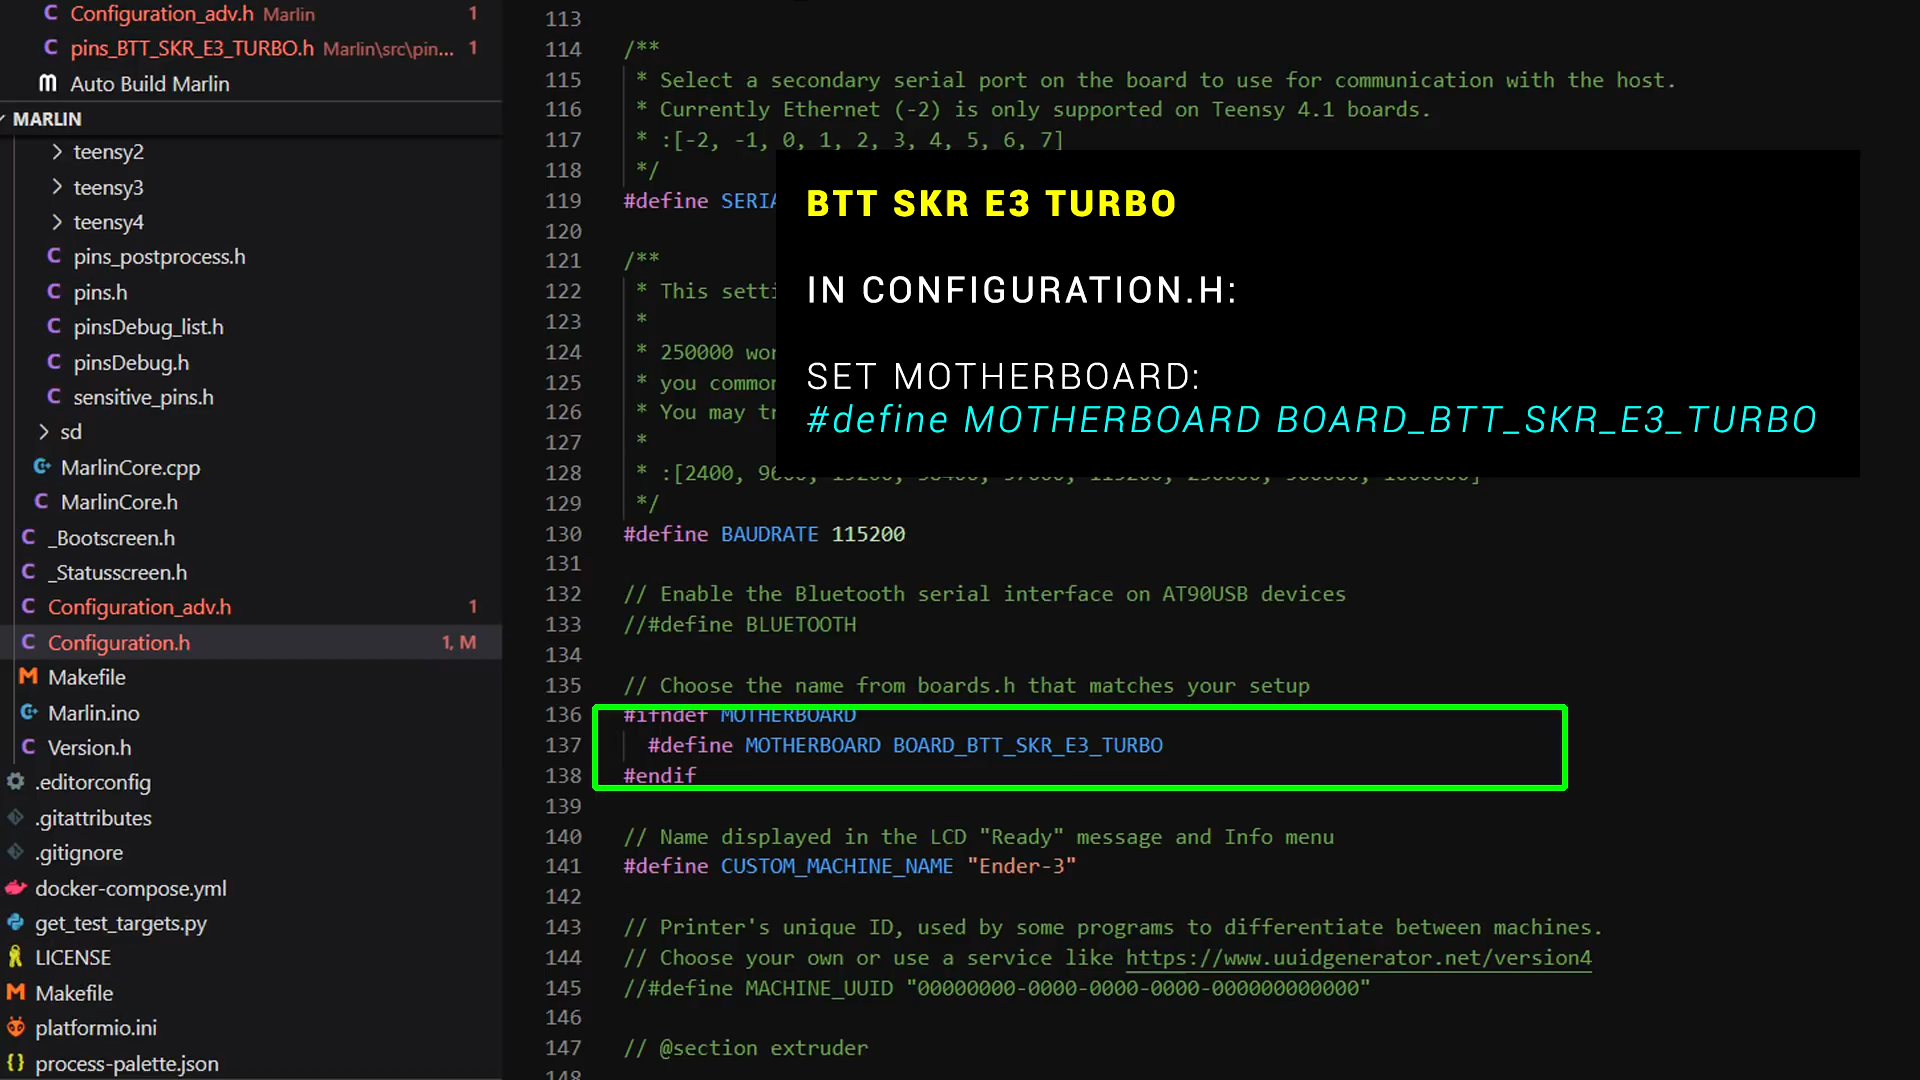 Configuration_adv.h Marlin 1
pins_BTT_SKR_E3_TURBO.h Marlin\src\pin... 1
Auto Build Marlin
MARLIN
teensy2
teensy3
teensy4
pins_postprocess.h
pins.h
pinsDebug_list.h
pinsDebug.h
sensitive_pins.h
sd
MarlinCore.cpp
MarlinCore.h
_Bootscreen.h
_Statusscreen.h
Configuration_adv.h 1
Configuration.h 1, M
Makefile
Marlin.ino
Version.h
.editorconfig
.gitattributes
.gitignore
docker-compose.yml
get_test_targets.py
LICENSE
Makefile
platformio.ini
process-palette.json
113
114 /**
115 * Select a secondary serial port on the board to use for communication with the host.
116 * Currently Ethernet (-2) is only supported on Teensy 4.1 boards.
117 * :[-2, -1, 0, 1, 2, 3, 4, 5, 6, 7]
118 */
119 #define
120
121 /**
122 * This
123 *
124 * 250000
125 * you
126 * You may
127 *
128 * :[2400,
129 */
130 #define BAUDRATE 115200
131
132 // Enable the Bluetooth serial interface on AT90USB devices
133 //#define BLUETOOTH
134
135 // Choose the name from boards.h that matches your setup
136 #ifndef MOTHERBOARD
137 #define MOTHERBOARD BOARD_BTT_SKR_E3_TURBO
138 #endif
139
140 // Name displayed in the LCD "Ready" message and Info menu
141 #define CUSTOM_MACHINE_NAME "Ender-3"
142
143 // Printer's unique ID, used by some programs to differentiate between machines.
144 // Choose your own or use a service like https://www.uuidgenerator.net/version4
145 //#define MACHINE_UUID "00000000-0000-0000-0000-000000000000"
146
147 // @section extruder
148
BTT SKR E3 TURBO
IN CONFIGURATION.H:
SET MOTHERBOARD:
#define MOTHERBOARD BOARD_BTT_SKR_E3_TURBO